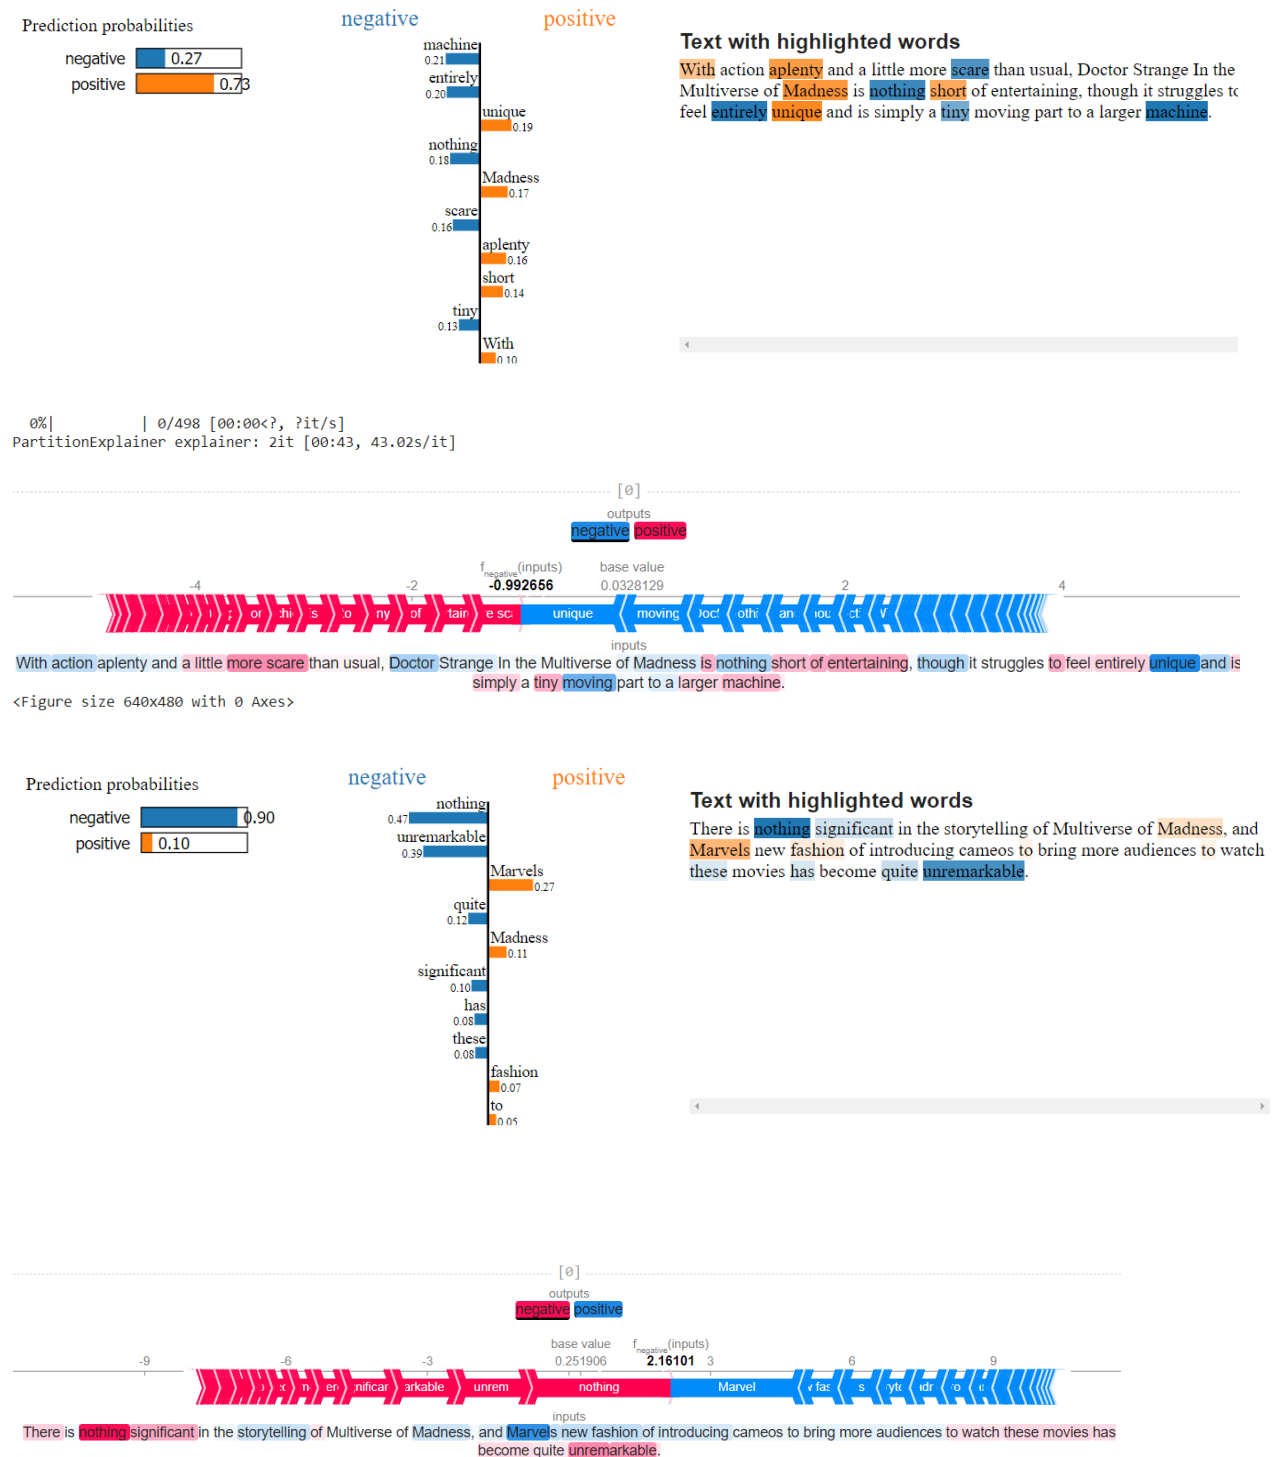 Prediction probabilities
negative 0.27
positive 0.73
negative positive
machine
0.21
entirely
0.20
unique
0.19
nothing
0.18
Madness
0.17
scare
0.16
aplenty
0.16
short
0.14
tiny
0.13
With
0.10
Text with highlighted words
With action aplenty and a little more scare than usual, Doctor Strange In the
Multiverse of Madness is nothing short of entertaining, though it struggles to
feel entirely unique and is simply a tiny moving part to a larger machine.
0%| | 0/498 [00:00<?, ?it/s]
PartitionExplainer explainer: 2it [00:43, 43.02s/it]
[0]
outputs
negative positive
f negative(inputs) base value
-4 -2 -0.992656 0.0328129 2 4
unique moving
inputs
With action aplenty and a little more scare than usual, Doctor Strange In the Multiverse of Madness is nothing short of entertaining, though it struggles to feel entirely unique and is
simply a tiny moving part to a larger machine.
<Figure size 640x480 with 0 Axes>
Prediction probabilities
negative 0.90
positive 0.10
negative positive
nothing
0.47
unremarkable
0.39
Marvels
0.27
quite
0.12
Madness
0.11
significant
0.10
has
0.08
these
0.08
fashion
0.07
to
0.05
Text with highlighted words
There is nothing significant in the storytelling of Multiverse of Madness, and
Marvels new fashion of introducing cameos to bring more audiences to watch
these movies has become quite unremarkable.
[0]
outputs
negative positive
base value f negative(inputs)
-9 -6 -3 0.251906 2.16101 3 6 9
arkable unrem nothing Marvel
inputs
There is nothing significant in the storytelling of Multiverse of Madness, and Marvels new fashion of introducing cameos to bring more audiences to watch these movies has
become quite unremarkable.